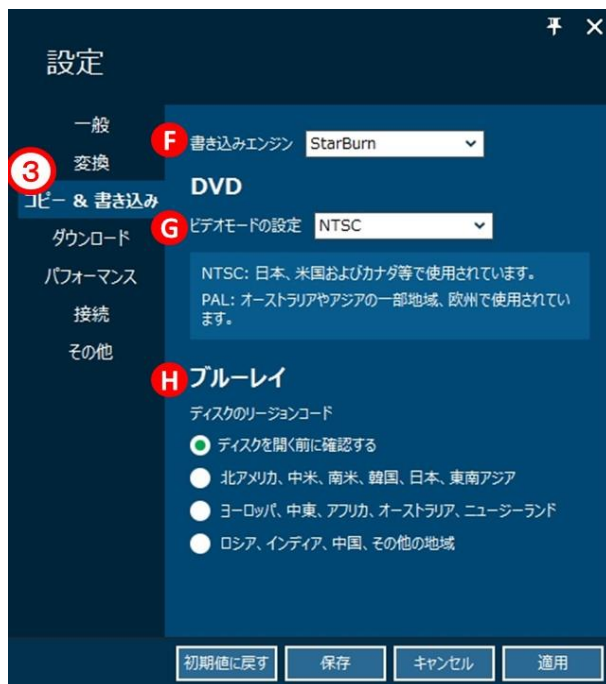 設定
一般
変換
③
コピー & 書き込み
ダウンロード
パフォーマンス
接続
その他
F 書き込みエンジン StarBurn
DVD
G ビデオモードの設定 NTSC
NTSC: 日本、米国およびカナダ等で使用されています。
PAL: オーストラリアやアジアの一部地域、欧州で使用されてい
ます。
H ブルーレイ
ディスクのリージョンコード
ディスクを開く前に確認する
北アメリカ、中米、南米、韓国、日本、東南アジア
ヨーロッパ、中東、アフリカ、オーストラリア、ニュージーランド
ロシア、インディア、中国、その他の地域
初期値に戻す 保存 キャンセル 適用